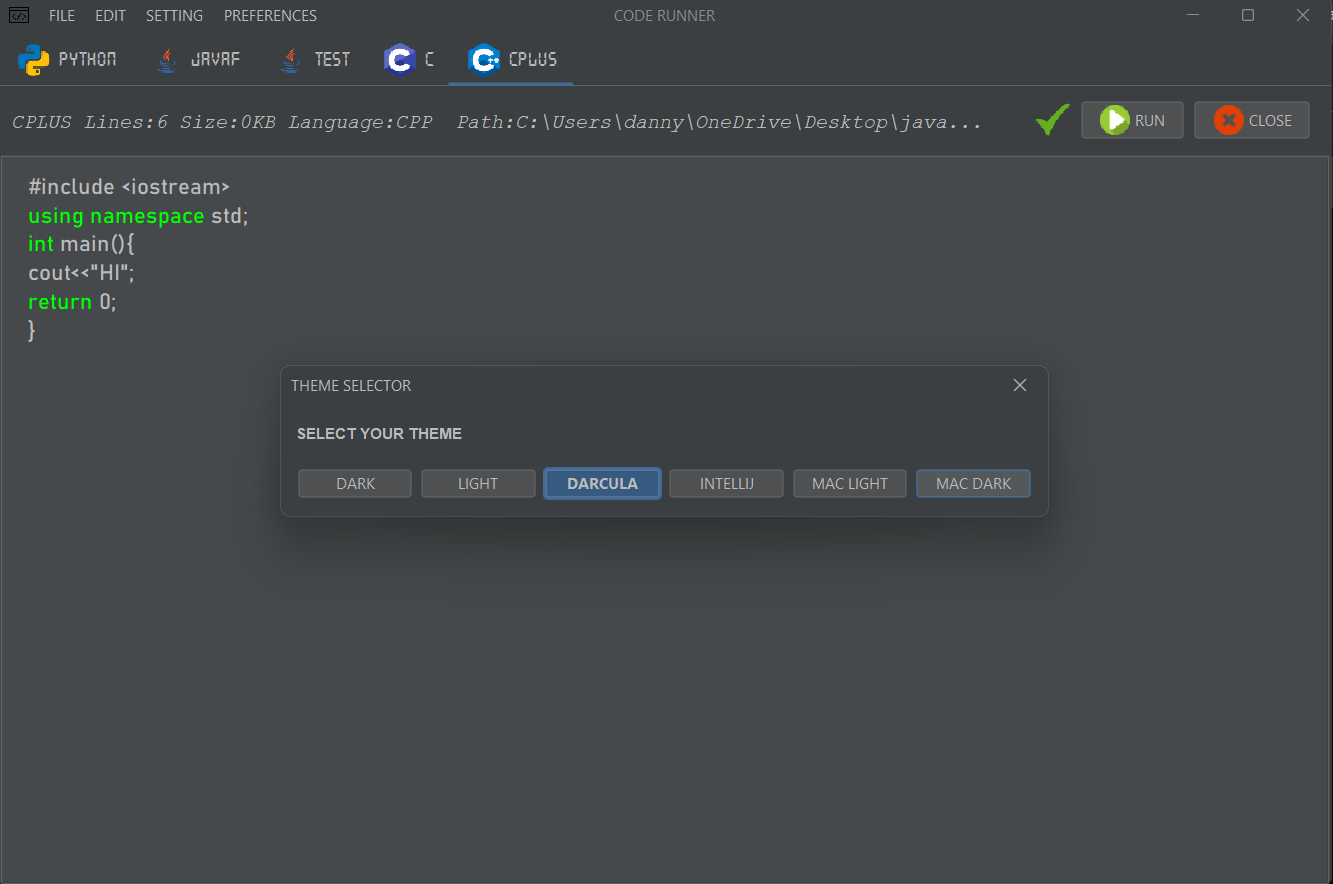 FILE EDIT SETTING PREFERENCES CODE RUNNER
PYTHON JAVAF TEST C CPLUS
CPLUS Lines:6 Size:0KB Language:CPP Path:C:\Users\danny\OneDrive\Desktop\java... RUN CLOSE
#include <iostream>
using namespace std;
int main(){
cout<<"HI";
return 0;
}
THEME SELECTOR
SELECT YOUR THEME
DARK LIGHT DARCULA INTELLIJ MAC LIGHT MAC DARK